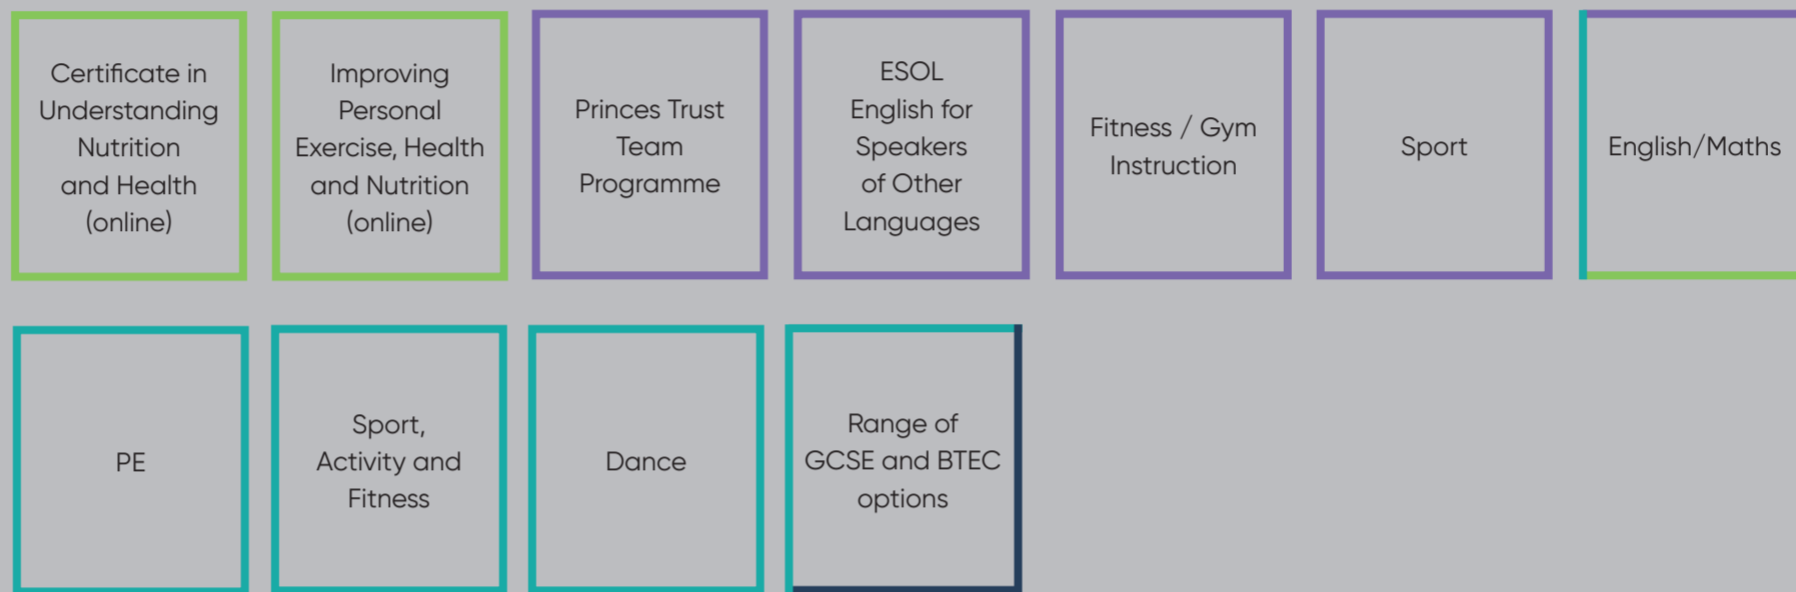 Certificate in
Understanding
Nutrition
and Health
(online)
Improving
Personal
Exercise, Health
and Nutrition
(online)
Princes Trust
Team
Programme
ESOL
English for
Speakers
of Other
Languages
Fitness / Gym
Instruction
Sport
English/Maths
PE
Sport,
Activity and
Fitness
Dance
Range of
GCSE and BTEC
options